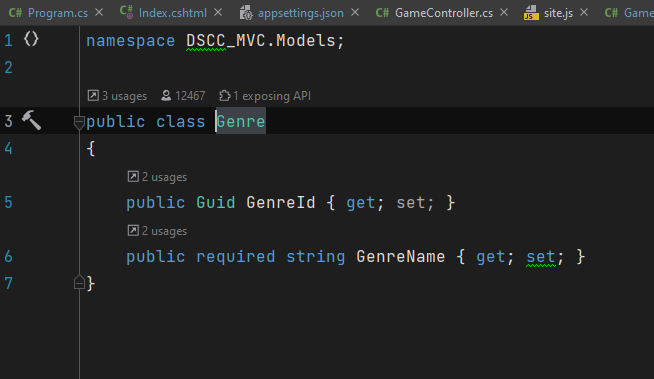 Program.cs Index.cshtml appsettings.json GameController.cs site.js Game
1 namespace DSCC_MVC.Models;
2
3 usages 12467 1 exposing API
3 public class Genre
4 {
2 usages
5 public Guid GenreId { get; set; }
2 usages
6 public required string GenreName { get; set; }
7 }